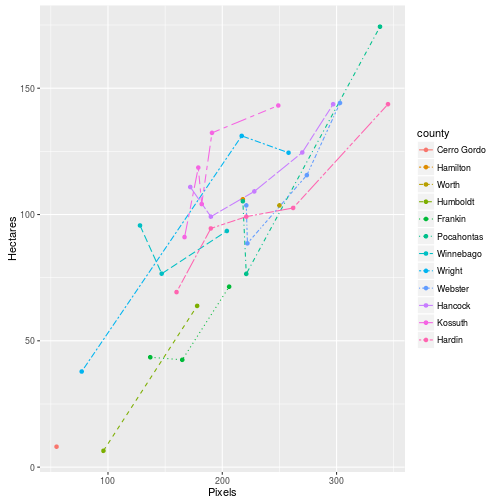 150
100
50
0
Hectares
100 200 300
Pixels
county
Cerro Gordo
Hamilton
Worth
Humboldt
Frankin
Pocahontas
Winnebago
Wright
Webster
Hancock
Kossuth
Hardin